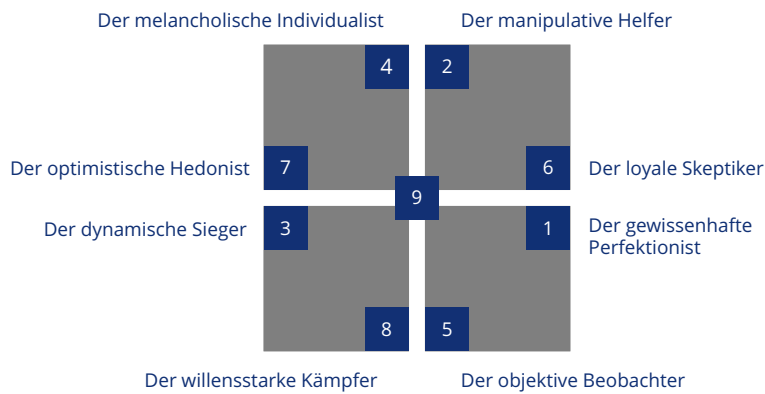 Der melancholische Individualist
Der manipulative Helfer
4
2
Der optimistische Hedonist
7
6
Der loyale Skeptiker
9
Der dynamische Sieger
3
1
Der gewissenhafte
Perfektionist
8
5
Der willensstarke Kämpfer
Der objektive Beobachter